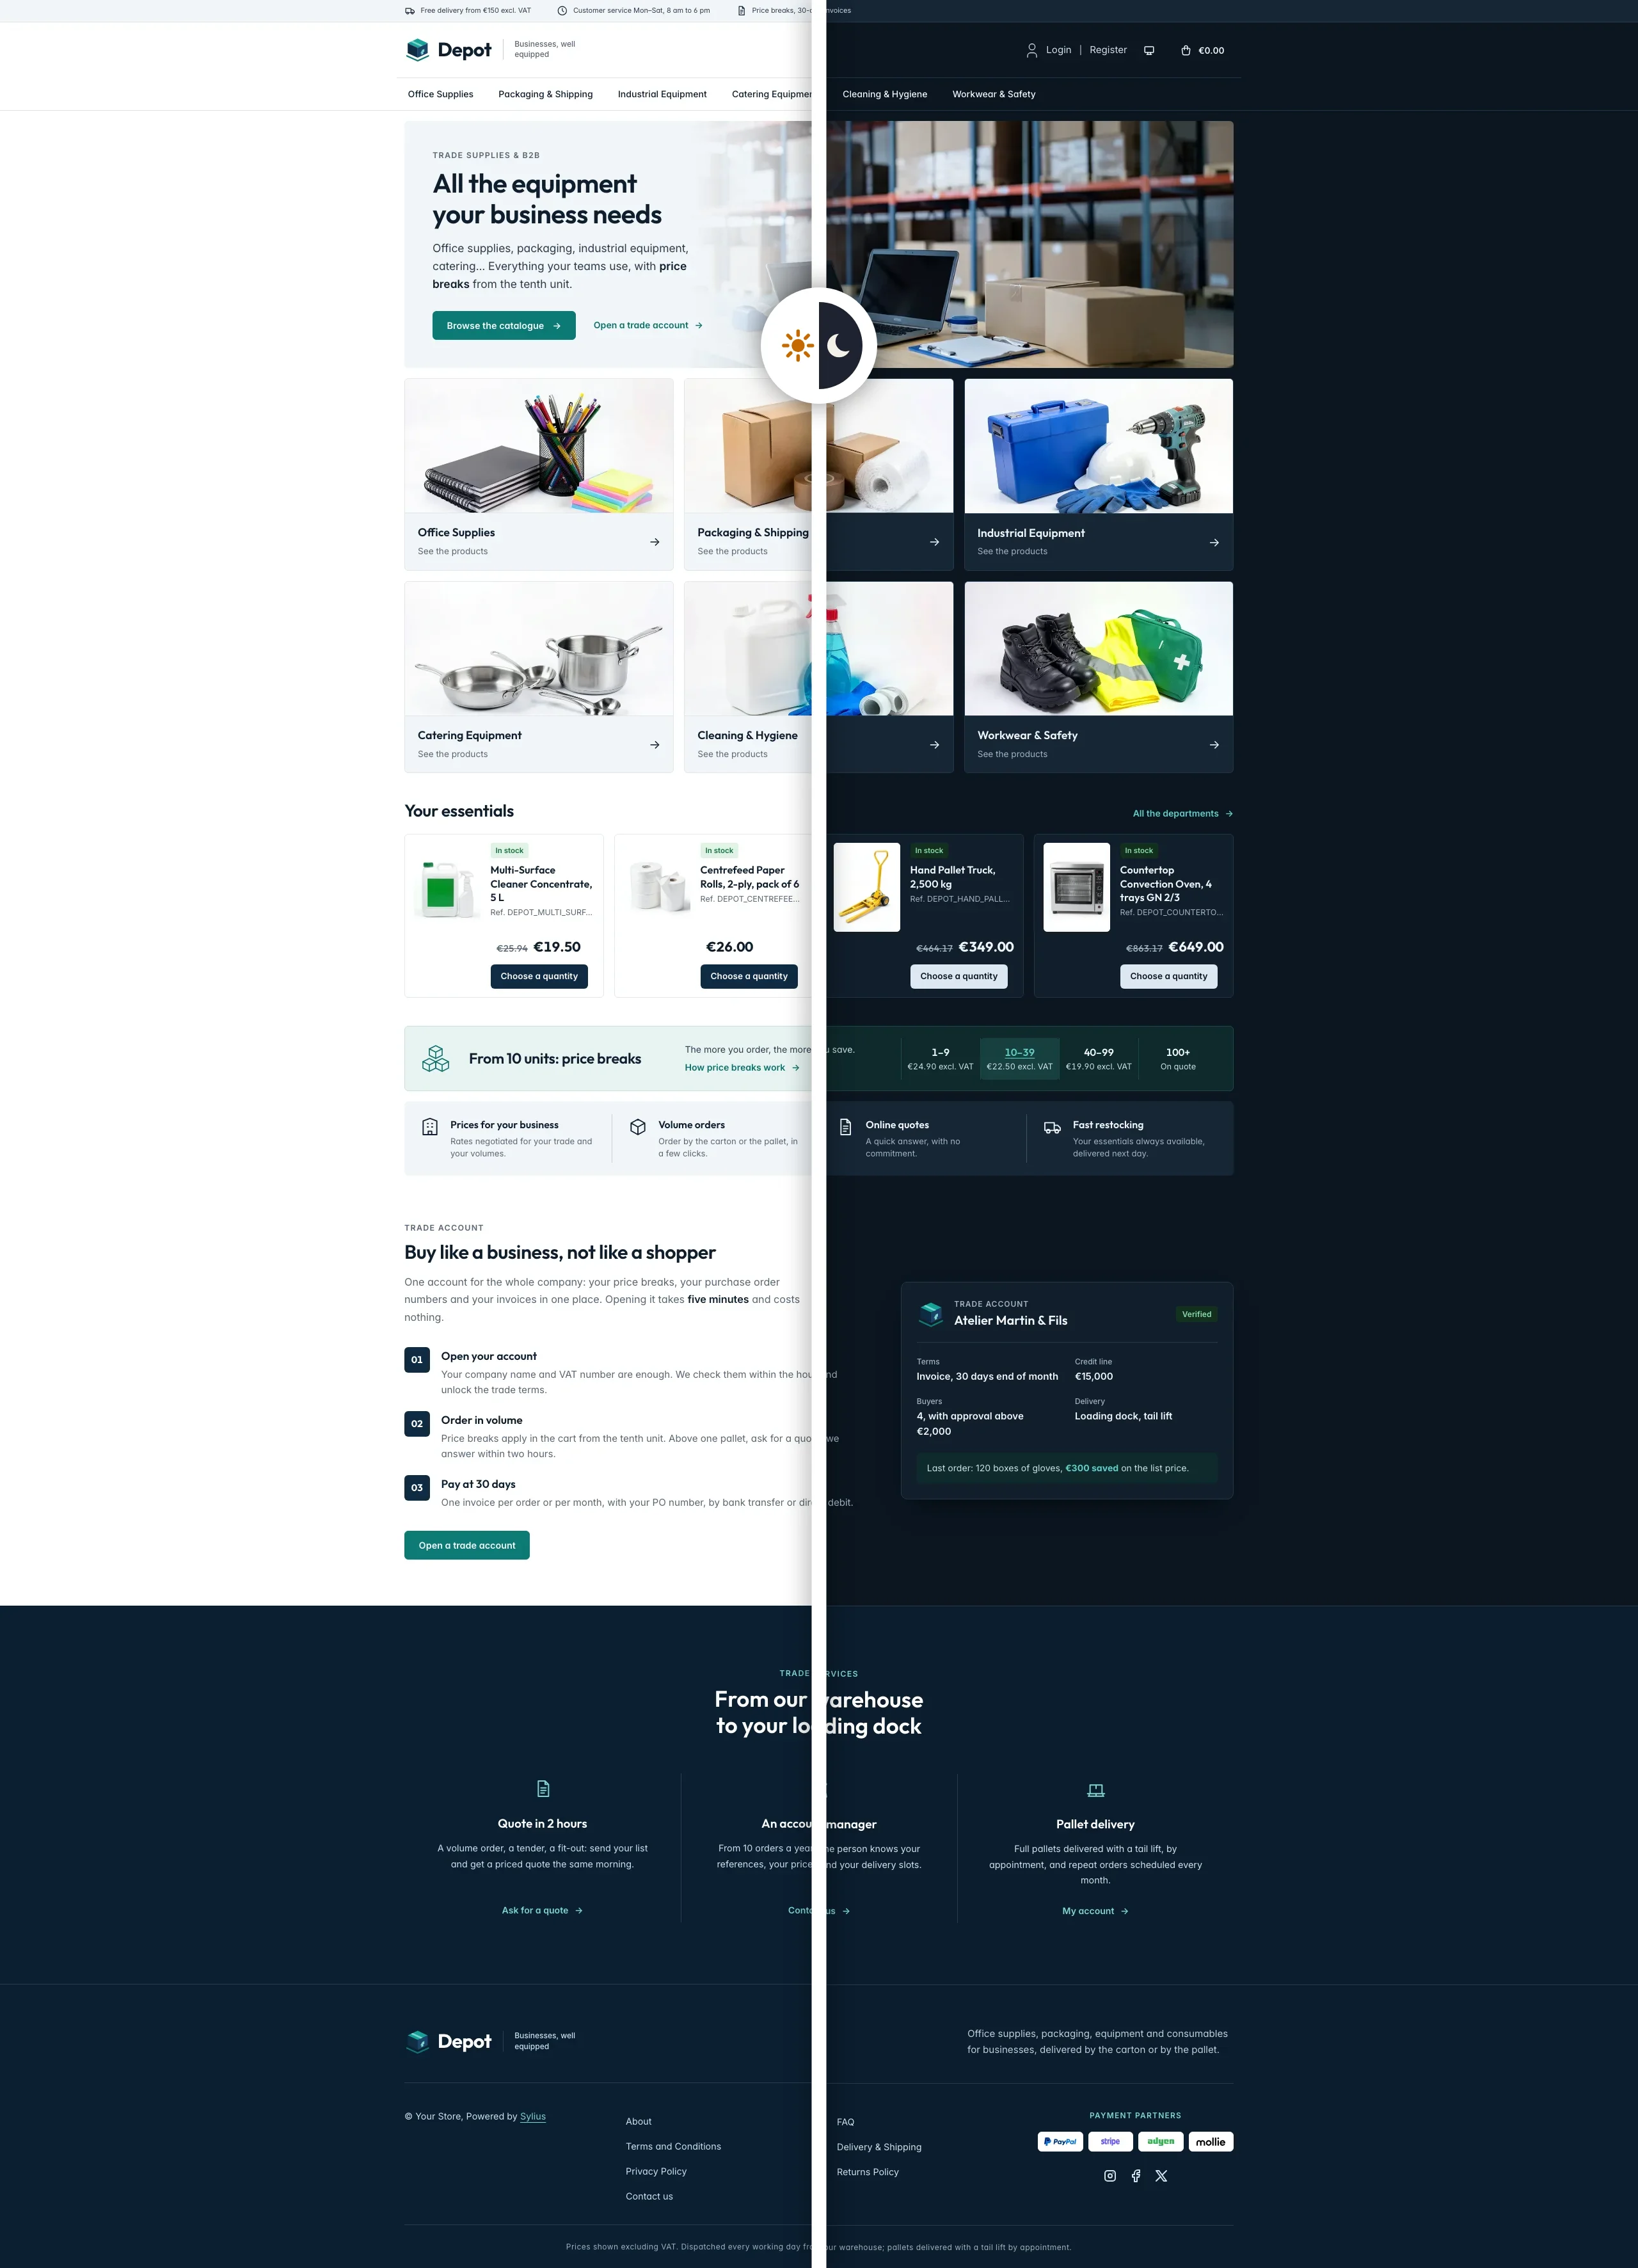 Free delivery from €150 excl. VAT
Customer service Mon–Sat, 8 am to 6 pm
Price breaks, 30-d
nvoices
Depot
Businesses, well
equipped
Login | Register
€0.00
Office Supplies
Packaging & Shipping
Industrial Equipment
Catering Equipmen
Cleaning & Hygiene
Workwear & Safety
TRADE SUPPLIES & B2B
All the equipment
your business needs
Office supplies, packaging, industrial equipment,
catering... Everything your teams use, with price
breaks from the tenth unit.
Browse the catalogue →
Open a trade account →
Office Supplies
See the products
Packaging & Shipping
See the products
Industrial Equipment
See the products
Catering Equipment
See the products
Cleaning & Hygiene
See the products
Workwear & Safety
See the products
Your essentials
All the departments →
In stock
Multi-Surface
Cleaner Concentrate,
5 L
Ref. DEPOT_MULTI_SURF...
€25.94 €19.50
Choose a quantity
In stock
Centrefeed Paper
Rolls, 2-ply, pack of 6
Ref. DEPOT_CENTREFEE...
€26.00
Choose a quantity
In stock
Hand Pallet Truck,
2,500 kg
Ref. DEPOT_HAND_PALL...
€464.17 €349.00
Choose a quantity
In stock
Countertop
Convection Oven, 4
trays GN 2/3
Ref. DEPOT_COUNTERTO...
€863.17 €649.00
Choose a quantity
From 10 units: price breaks
The more you order, the more u save.
How price breaks work →
1–9
€24.90 excl. VAT
10–39
€22.50 excl. VAT
40–99
€19.90 excl. VAT
100+
On quote
Prices for your business
Rates negotiated for your trade and
your volumes.
Volume orders
Order by the carton or the pallet, in
a few clicks.
Online quotes
A quick answer, with no
commitment.
Fast restocking
Your essentials always available,
delivered next day.
TRADE ACCOUNT
Buy like a business, not like a shopper
One account for the whole company: your price breaks, your purchase order
numbers and your invoices in one place. Opening it takes five minutes and costs
nothing.
01
Open your account
Your company name and VAT number are enough. We check them within the hou nd
unlock the trade terms.
02
Order in volume
Price breaks apply in the cart from the tenth unit. Above one pallet, ask for a quo we
answer within two hours.
03
Pay at 30 days
One invoice per order or per month, with your PO number, by bank transfer or dir debit.
Open a trade account
TRADE ACCOUNT
Atelier Martin & Fils
Verified
Terms
Invoice, 30 days end of month
Credit line
€15,000
Buyers
4, with approval above
€2,000
Delivery
Loading dock, tail lift
Last order: 120 boxes of gloves, €300 saved on the list price.
TRADE RVICES
From our arehouse
to your lo ding dock
Quote in 2 hours
A volume order, a tender, a fit-out: send your list
and get a priced quote the same morning.
Ask for a quote →
An accou manager
From 10 orders a yea e person knows your
references, your price nd your delivery slots.
Conta us →
Pallet delivery
Full pallets delivered with a tail lift, by
appointment, and repeat orders scheduled every
month.
My account →
Depot
Businesses, well
equipped
Office supplies, packaging, equipment and consumables
for businesses, delivered by the carton or by the pallet.
© Your Store, Powered by Sylius
About
Terms and Conditions
Privacy Policy
Contact us
FAQ
Delivery & Shipping
Returns Policy
PAYMENT PARTNERS
PayPal
stripe
adyen
mollie
Prices shown excluding VAT. Dispatched every working day fr ur warehouse; pallets delivered with a tail lift by appointment.